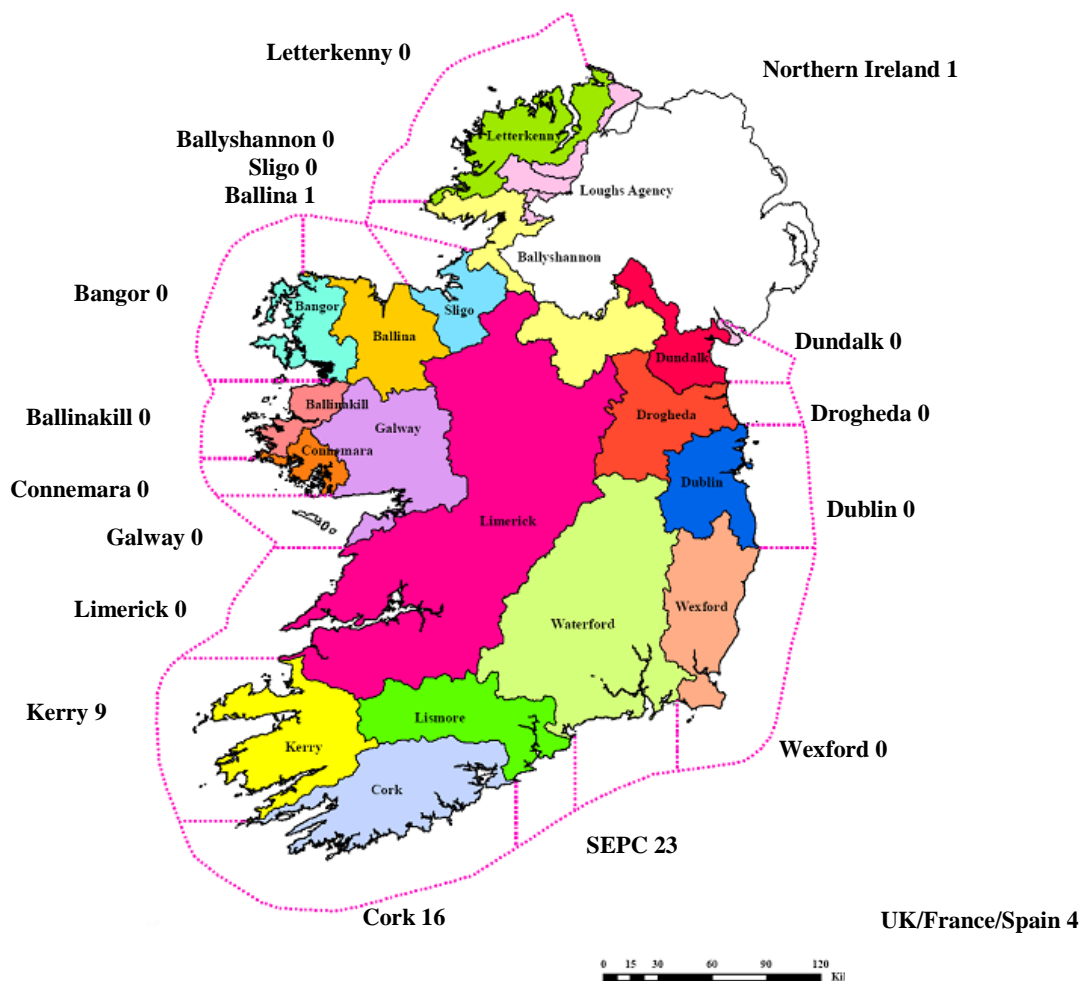 Letterkenny 0
Northern Ireland 1
Letterkenny
Ballyshannon 0
Sligo 0
Ballina 1
Loughs Agency
Ballyshannon
Bangor 0
Bangor
Sligo
Ballina
Dundalk 0
Dundalk
Ballinakill 0
Ballinakill
Drogheda 0
Drogheda
Galway
Connemara
Connemara 0
Dublin
Dublin 0
Galway 0
Limerick
Limerick 0
Wexford
Waterford
Kerry 9
Lismore
Kerry
Wexford 0
Cork
SEPC 23
Cork 16
UK/France/Spain 4
0 15 30 60 90 120
Kil